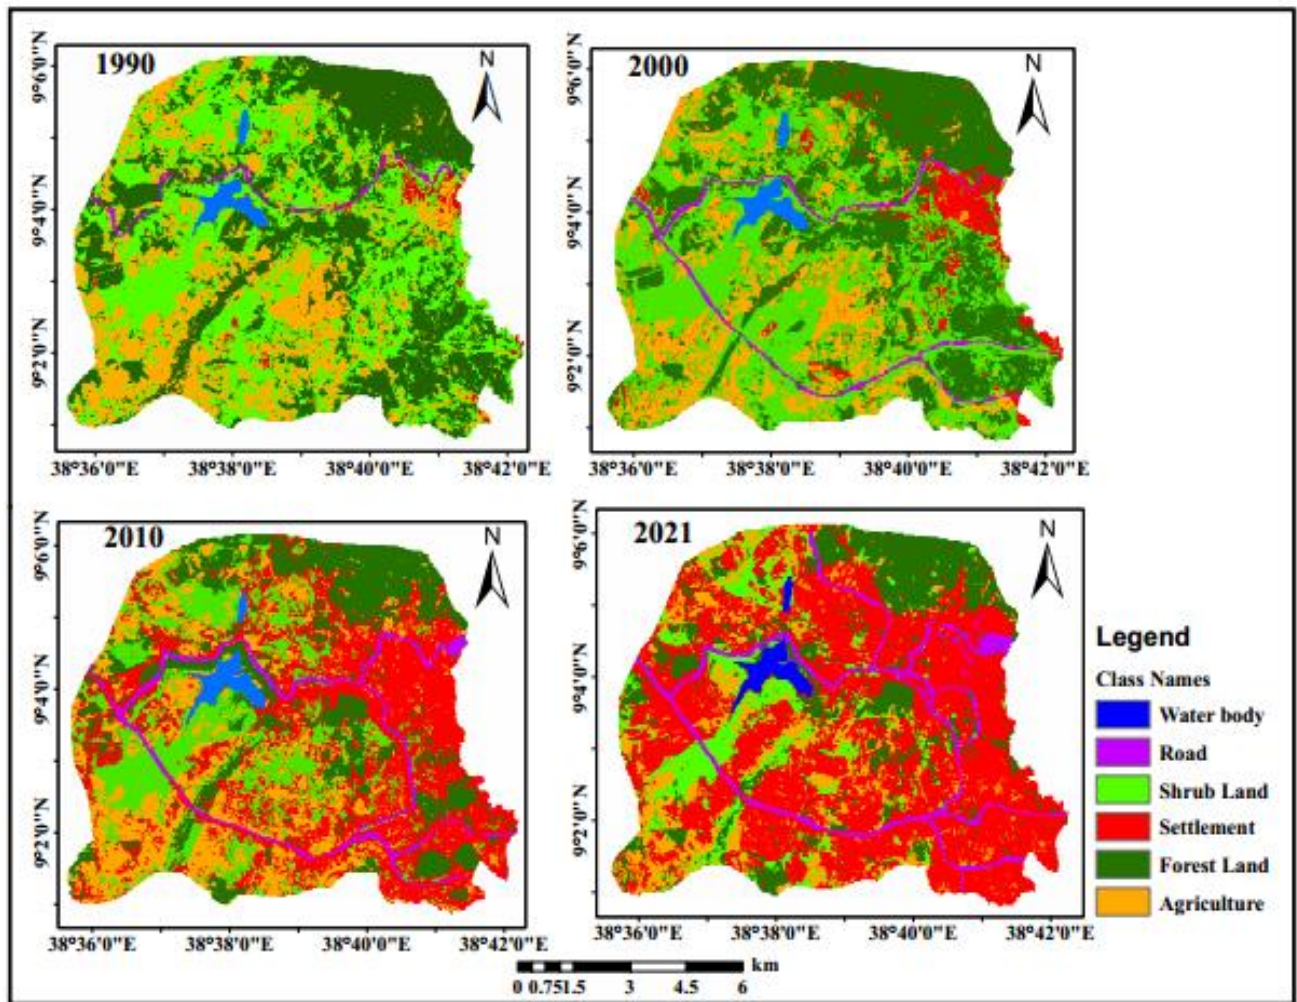 1990
N
9°6'0"N
9°4'0"N
9°2'0"N
38°36'0"E 38°38'0"E 38°40'0"E 38°42'0"E
2000
N
9°6'0"N
9°4'0"N
9°2'0"N
38°36'0"E 38°38'0"E 38°40'0"E 38°42'0"E
2010
N
9°6'0"N
9°4'0"N
9°2'0"N
38°36'0"E 38°38'0"E 38°40'0"E 38°42'0"E
2021
N
9°6'0"N
9°4'0"N
9°2'0"N
38°36'0"E 38°38'0"E 38°40'0"E 38°42'0"E
Legend
Class Names
Water body
Road
Shrub Land
Settlement
Forest Land
Agriculture
km
0 0.751.5 3 4.5 6